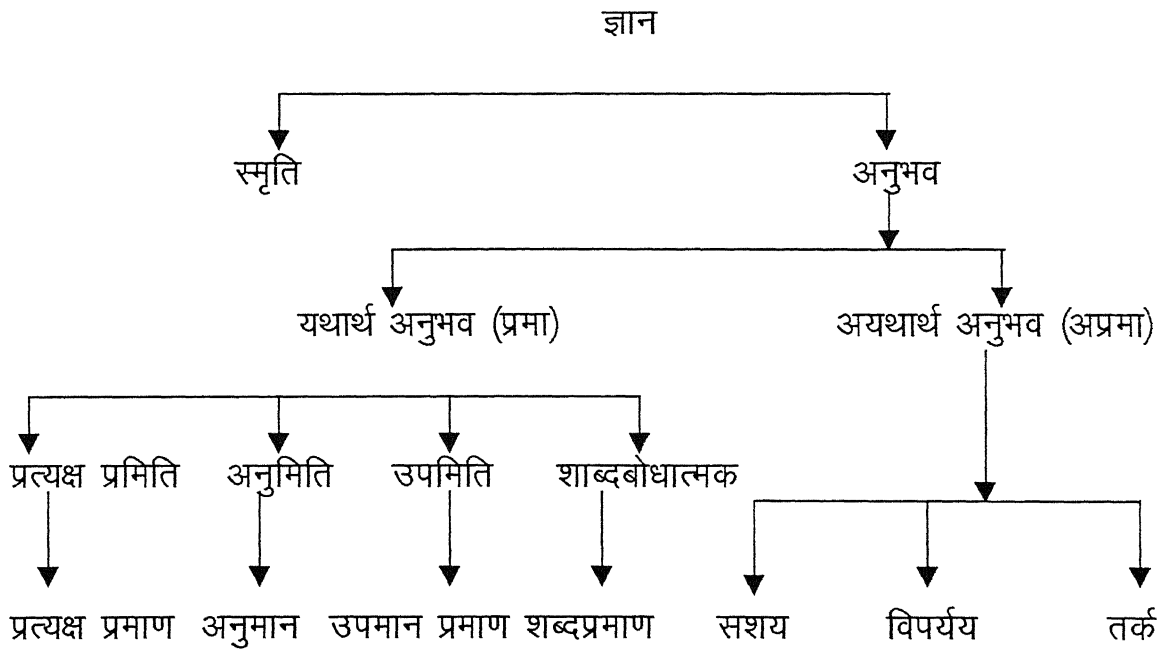 ज्ञान
स्मृति अनुभव
यथार्थ अनुभव (प्रमा) अयथार्थ अनुभव (अप्रमा)
प्रत्यक्ष प्रमिति अनुमिति उपमिति शाब्दबोधात्मक
प्रत्यक्ष प्रमाण अनुमान उपमान प्रमाण शब्दप्रमाण सशय विपर्यय तर्क